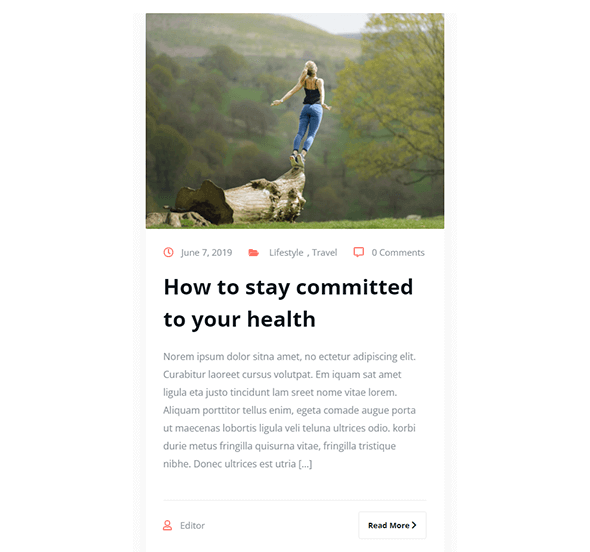 June 7, 2019 Lifestyle , Travel 0 Comments
How to stay committed
to your health
Norem ipsum dolor sitna amet, no ectetur adipiscing elit.
Curabitur laoreet cursus volutpat. Em iquam sat amet
ligula eta justo tincidunt lam sreet nome vitae lorem.
Aliquam porttitor tellus enim, egeta comade augue porta
ut maecenas lobortis ligula veli teluna ultrices odio. korbi
durie metus fringilla quisurna vitae, fringilla tristique
nibhe. Donec ultrices est utria [...]
Editor Read More